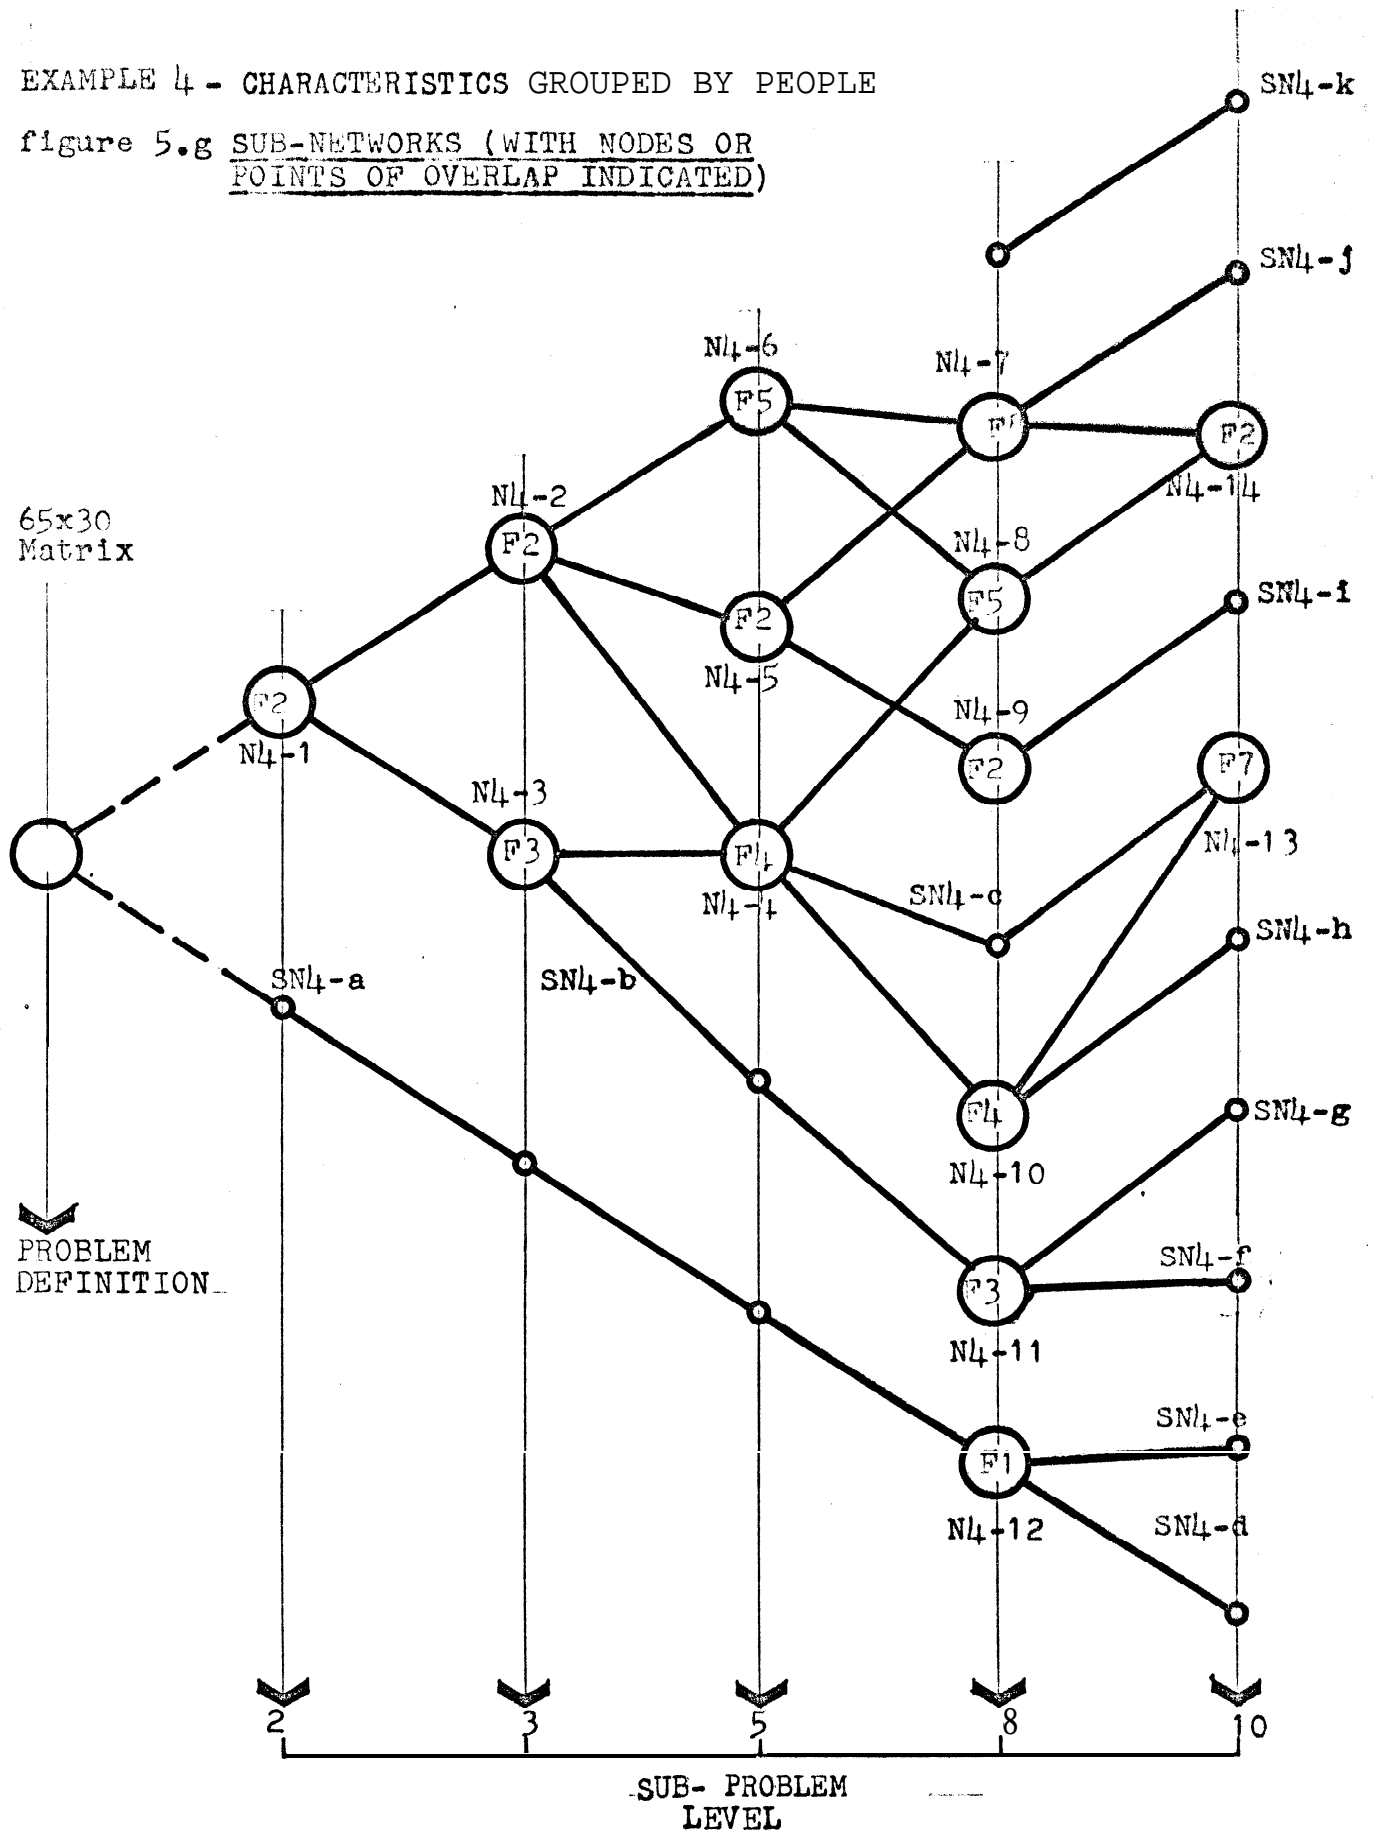 EXAMPLE 4 - CHARACTERISTICS GROUPED BY PEOPLE
figure 5.g SUB-NETWORKS (WITH NODES OR
POINTS OF OVERLAP INDICATED)
SN4-k
SN4-j
N4-6
N4-7
F5
F2
N4-14
N4-2
65x30
Matrix
F2
N4-8
F5
SN4-i
F2
N4-5
F2
N4-1
N4-9
F2
F7
N4-13
N4-3
F3
F4
N4-4
SN4-c
SN4-h
SN4-a
SN4-b
F4
N4-10
SN4-g
PROBLEM
DEFINITION
SN4-f
F3
N4-11
SN4-e
F1
N4-12
SN4-d
2 3 5 8 10
SUB- PROBLEM
LEVEL